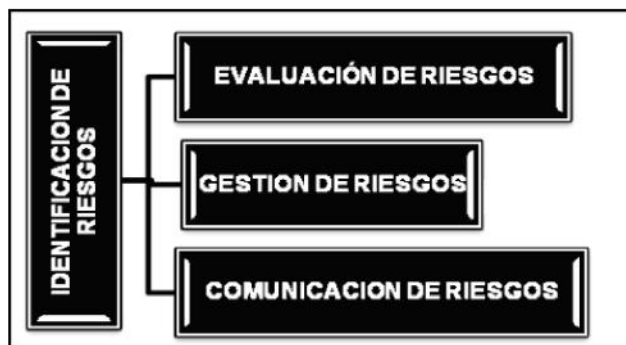 IDENTIFICACION DE
RIESGOS
EVALUACIÓN DE RIESGOS
GESTION DE RIESGOS
COMUNICACION DE RIESGOS